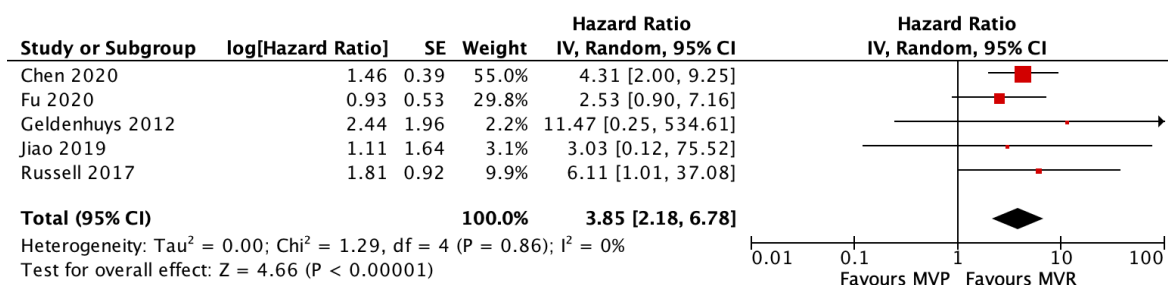 Hazard Ratio Hazard Ratio
Study or Subgroup log[Hazard Ratio] SE Weight IV, Random, 95% CI IV, Random, 95% CI
Chen 2020 1.46 0.39 55.0% 4.31 [2.00, 9.25]
Fu 2020 0.93 0.53 29.8% 2.53 [0.90, 7.16]
Geldenhuys 2012 2.44 1.96 2.2% 11.47 [0.25, 534.61]
Jiao 2019 1.11 1.64 3.1% 3.03 [0.12, 75.52]
Russell 2017 1.81 0.92 9.9% 6.11 [1.01, 37.08]
Total (95% CI) 100.0% 3.85 [2.18, 6.78]
Heterogeneity: Tau² = 0.00; Chi² = 1.29, df = 4 (P = 0.86); I² = 0%
Test for overall effect: Z = 4.66 (P < 0.00001)
0.01 0.1 1 10 100
Favours MVP Favours MVR